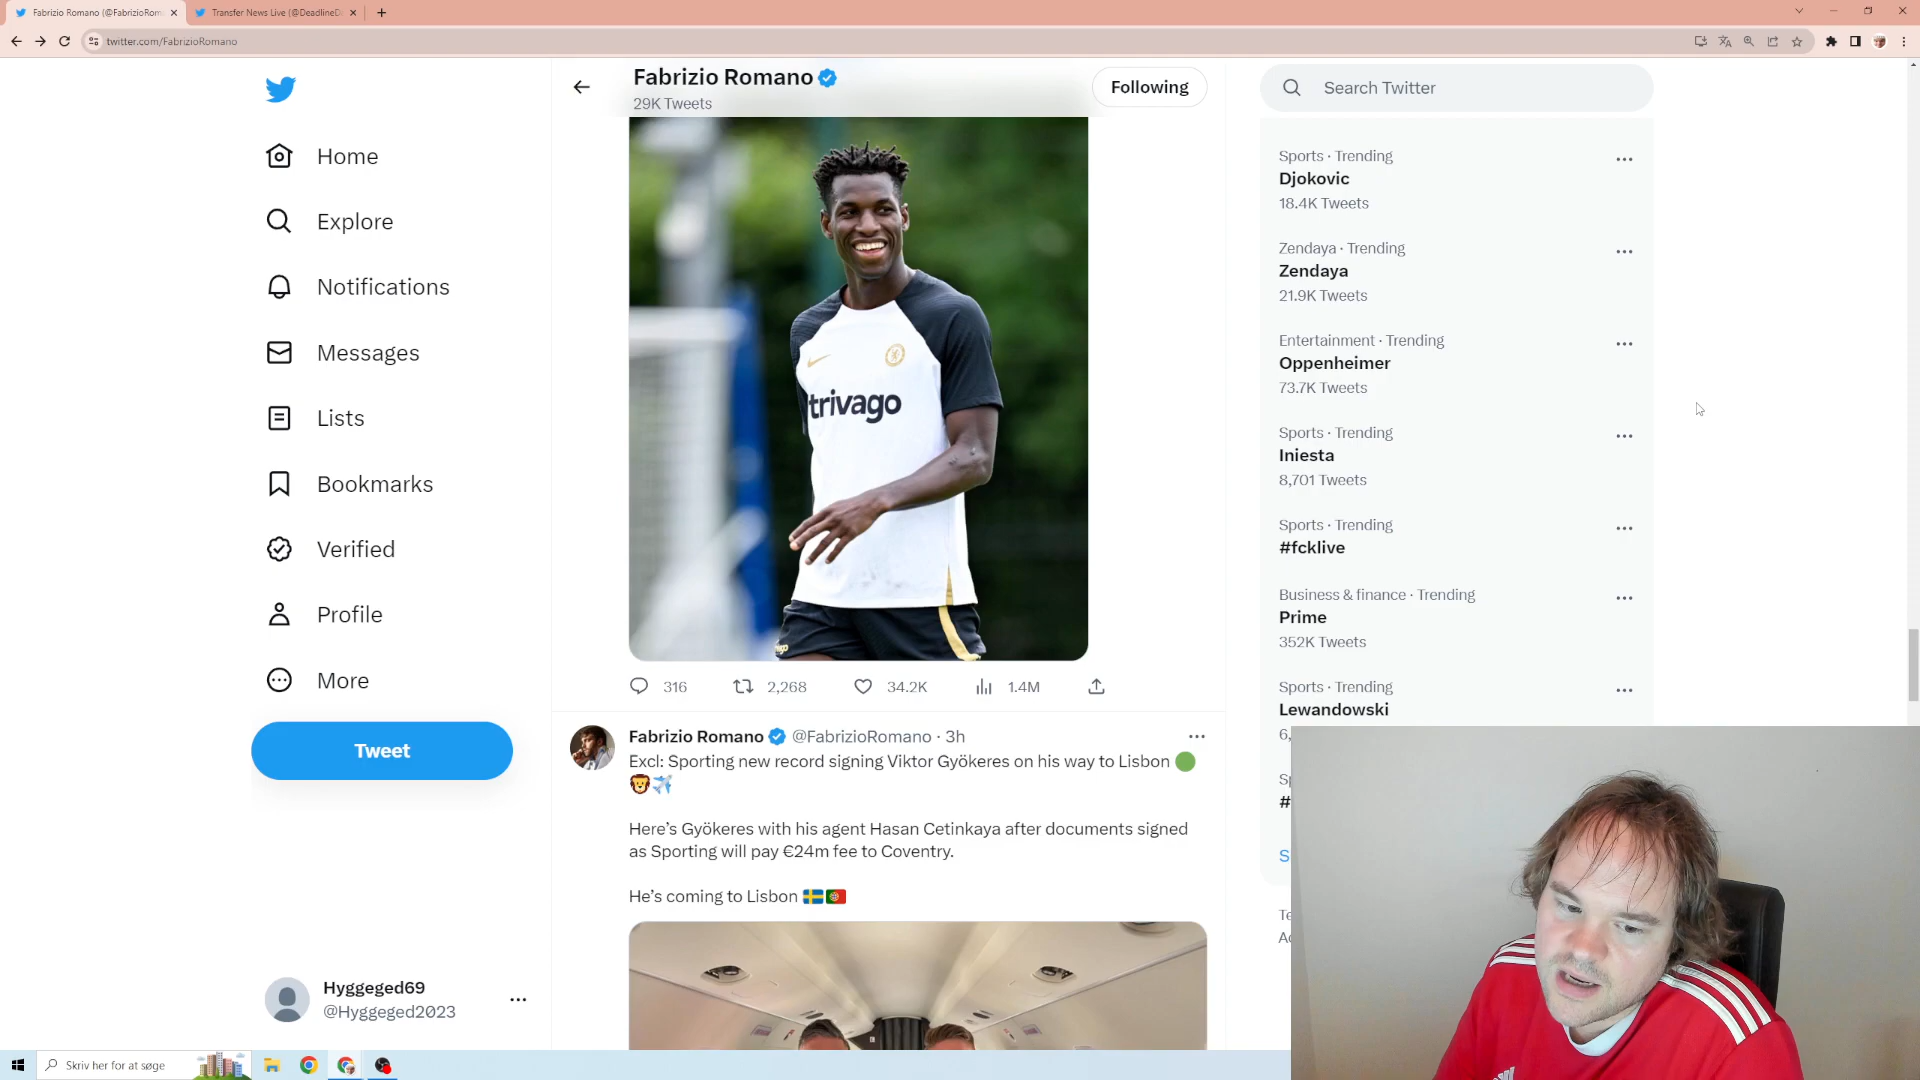 Fabrizio Romano (@FabrizioRom
Transfer News Live (@DeadlineD
twitter.com/FabrizioRomano
Home
Explore
Notifications
Messages
Lists
Bookmarks
Verified
Profile
More
Tweet
Hyggeged69
@Hyggeged2023
Fabrizio Romano
29K Tweets
Following
trivago
316
2,268
34.2K
1.4M
Fabrizio Romano @FabrizioRomano · 3h
Excl: Sporting new record signing Viktor Gyökeres on his way to Lisbon 🟢
🦁✈️
Here's Gyökeres with his agent Hasan Cetinkaya after documents signed
as Sporting will pay €24m fee to Coventry.
He's coming to Lisbon 🇸🇪🇵🇹
Search Twitter
Sports · Trending
Djokovic
18.4K Tweets
Zendaya · Trending
Zendaya
21.9K Tweets
Entertainment · Trending
Oppenheimer
73.7K Tweets
Sports · Trending
Iniesta
8,701 Tweets
Sports · Trending
#fcklive
Business & finance · Trending
Prime
352K Tweets
Sports · Trending
Lewandowski
6,
Sp
#
S
Te
Ac
Skriv her for at søge